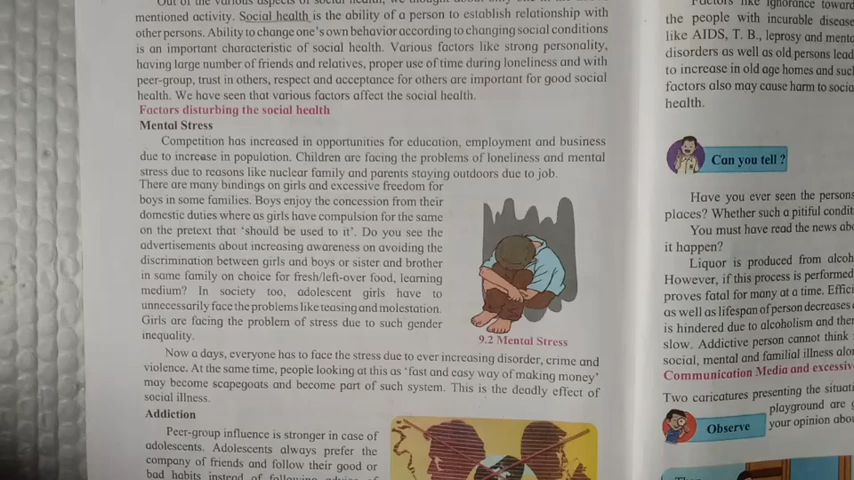 Out of the various aspects of social health, we
mentioned activity. Social health is the ability of a person to establish relationship with
other persons. Ability to change one's own behavior according to changing social conditions
is an important characteristic of social health. Various factors like strong personality,
having large number of friends and relatives, proper use of time during loneliness and with
peer-group, trust in others, respect and acceptance for others are important for good social
health. We have seen that various factors affect the social health.
Factors disturbing the social health
Mental Stress
Competition has increased in opportunities for education, employment and business
due to increase in population. Children are facing the problems of loneliness and mental
stress due to reasons like nuclear family and parents staying outdoors due to job.
There are many bindings on girls and excessive freedom for
boys in some families. Boys enjoy the concession from their
domestic duties where as girls have compulsion for the same
on the pretext that 'should be used to it'. Do you see the
advertisements about increasing awareness on avoiding the
discrimination between girls and boys or sister and brother
in same family on choice for fresh/left-over food, learning
medium? In society too, adolescent girls have to
unnecessarily face the problems like teasing and molestation.
Girls are facing the problem of stress due to such gender
inequality.
9.2 Mental Stress
Now a days, everyone has to face the stress due to ever increasing disorder, crime and
violence. At the same time, people looking at this as 'fast and easy way of making money'
may become scapegoats and become part of such system. This is the deadly effect of
social illness.
Addiction
Peer-group influence is stronger in case of
adolescents. Adolescents always prefer the
company of friends and follow their good or
bad habits instead of following
Factors like ignorance
the people with incurable
like AIDS, T. B., leprosy and
disorders as well as old persons lead
to increase in old age homes and such
factors also may cause harm to
health.
Can you tell ?
Have you ever seen the persons
places? Whether such a pitiful
You must have read the news
it happen?
Liquor is produced from
However, if this process is performed
proves fatal for many at a time.
as well as lifespan of person decreases
is hindered due to alcoholism and
slow. Addictive person cannot think
social, mental and familial illness
Communication Media and
Two caricatures presenting the
playground are
Observe
your opinion